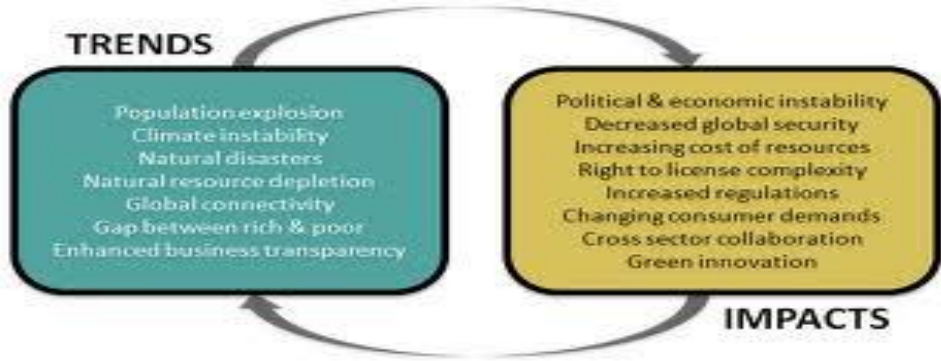 TRENDS
Population explosion
Climate instability
Natural disasters
Natural resource depletion
Global connectivity
Gap between rich & poor
Enhanced business transparency
Political & economic instability
Decreased global security
Increasing cost of resources
Right to license complexity
Increased regulations
Changing consumer demands
Cross sector collaboration
Green innovation
IMPACTS